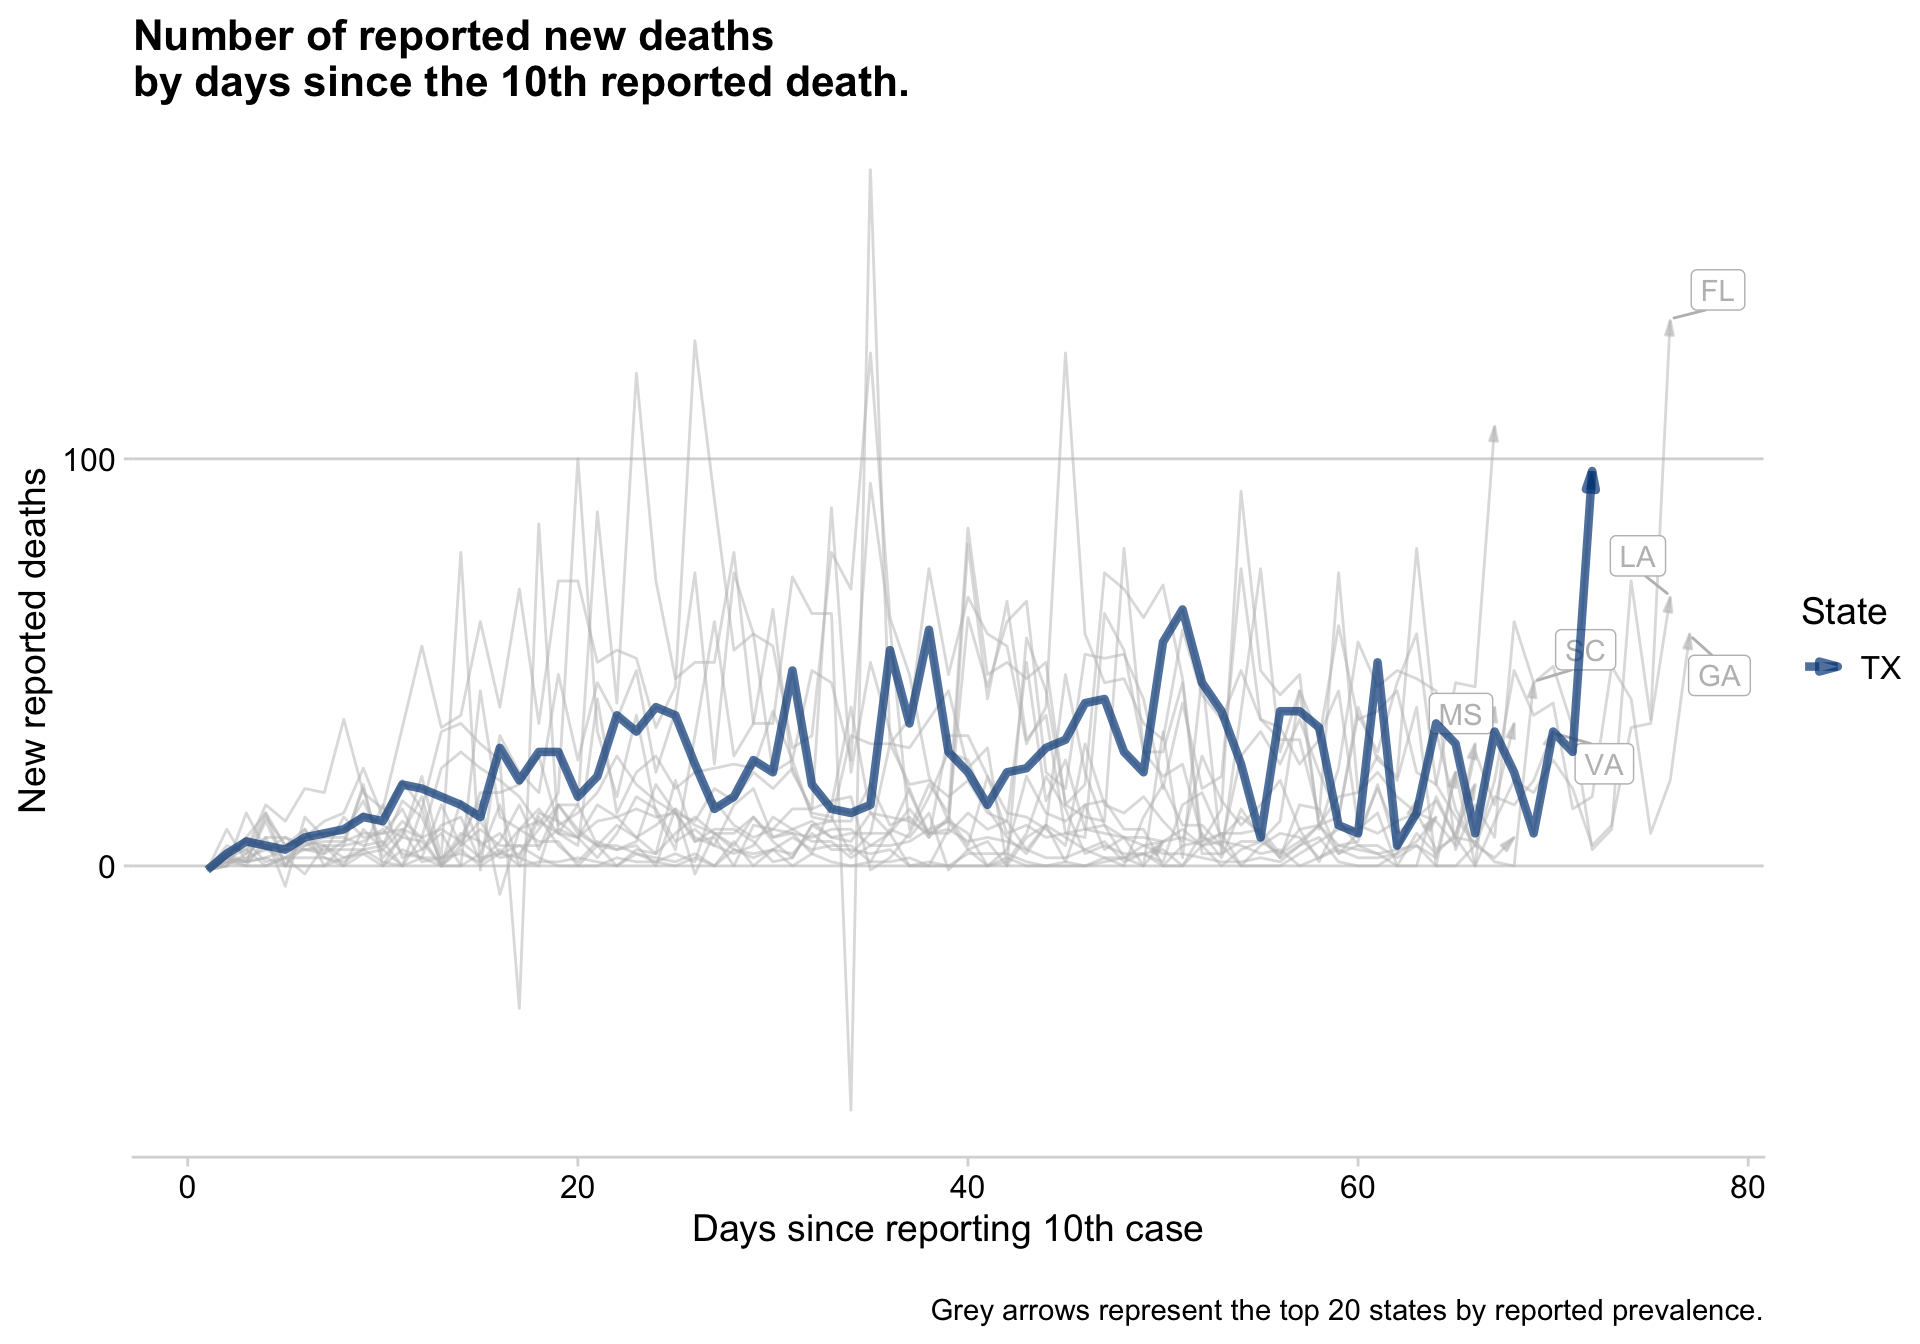 Number of reported new deaths
by days since the 10th reported death.
New reported deaths
100
0
FL
LA
SC
GA
MS
VA
State
TX
0
20
40
60
80
Days since reporting 10th case
Grey arrows represent the top 20 states by reported prevalence.